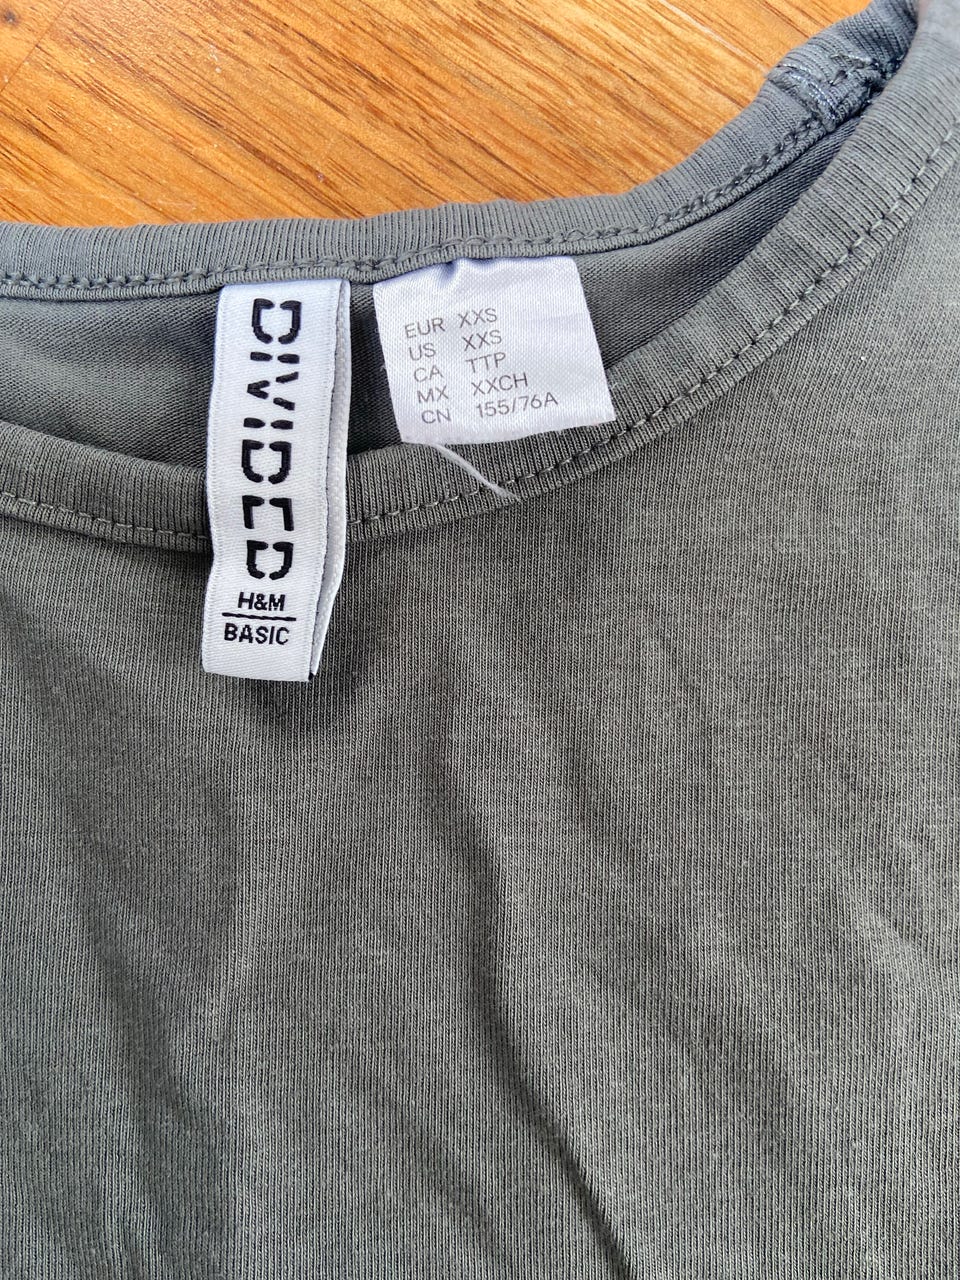 DIVIDED
H&M
BASIC
EUR XXS
US XXS
CA TTP
MX XXCH
CN 155/76A